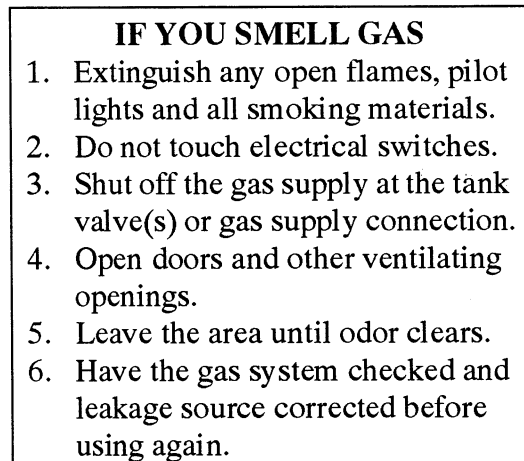 IF YOU SMELL GAS
1. Extinguish any open flames, pilot
lights and all smoking materials.
2. Do not touch electrical switches.
3. Shut off the gas supply at the tank
valve(s) or gas supply connection.
4. Open doors and other ventilating
openings.
5. Leave the area until odor clears.
6. Have the gas system checked and
leakage source corrected before
using again.